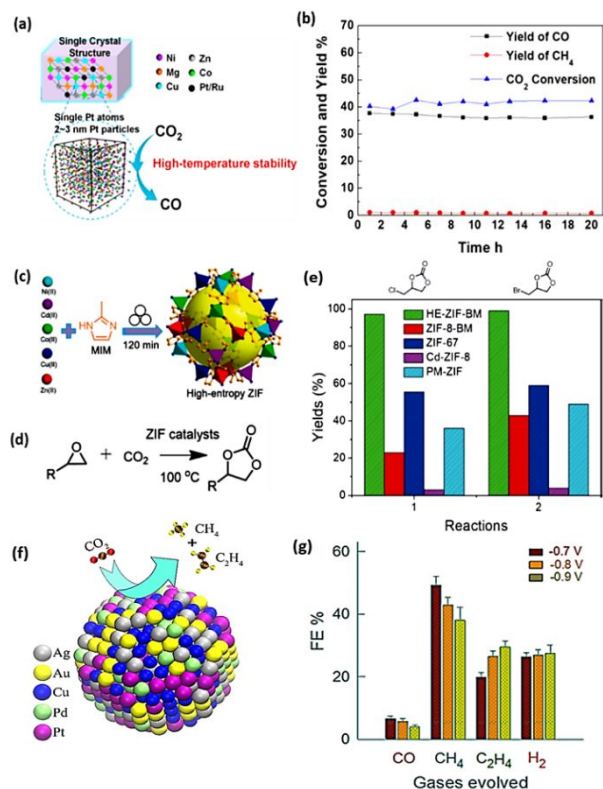 (a)
Single Crystal
Structure
Ni
Zn
Mg
Co
Cu
Pt/Ru
Single Pt atoms
2~3 nm Pt particles
CO2
High-temperature stability
CO
(b)
Conversion and Yield %
70
60
50
40
30
20
10
0
Yield of CO
Yield of CH4
CO2 Conversion
0 2 4 6 8 10 12 14 16 18 20
Time h
(c)
Ni(II)
Cd(II)
Co(II)
Cu(II)
Zn(II)
+
HN
N
MIM
120 min
High-entropy ZIF
(d)
O
R
+ CO2
ZIF catalysts
100 °C
O
O
O
R
(e)
O
O
O
Cl
O
O
O
Br
Yields (%)
100
80
60
40
20
0
HE-ZIF-BM
ZIF-8-BM
ZIF-67
Cd-ZIF-8
PM-ZIF
1 2
Reactions
(f)
CO2
CH4
+
C2H4
Ag
Au
Cu
Pd
Pt
(g)
FE %
60
40
20
0
-0.7 V
-0.8 V
-0.9 V
CO CH4 C2H4 H2
Gases evolved